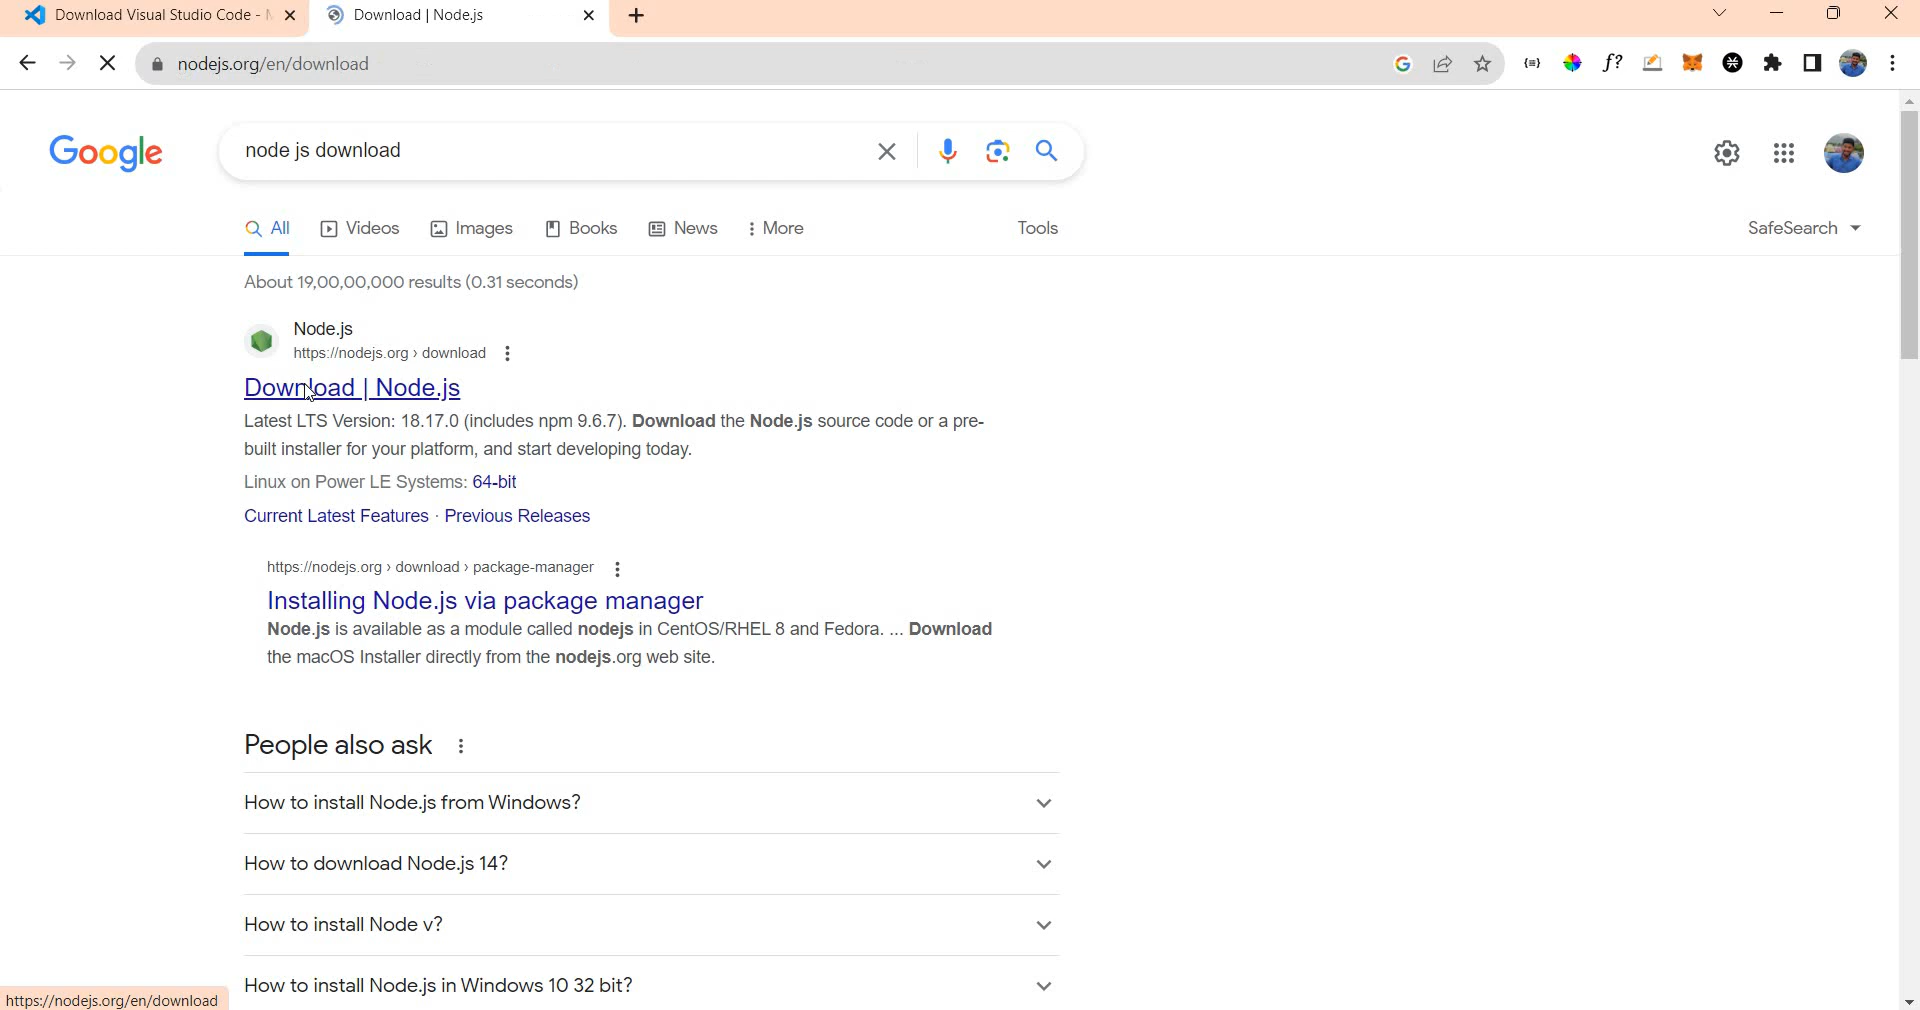 Download Visual Studio Code -
Download | Node.js
nodejs.org/en/download
f?
Google
node js download
All
Videos
Images
Books
News
More
Tools
SafeSearch
About 19,00,00,000 results (0.31 seconds)
Node.js
https://nodejs.org › download
Download | Node.js
Latest LTS Version: 18.17.0 (includes npm 9.6.7). Download the Node.js source code or a pre-
built installer for your platform, and start developing today.
Linux on Power LE Systems: 64-bit
Current Latest Features · Previous Releases
https://nodejs.org › download › package-manager
Installing Node.js via package manager
Node.js is available as a module called nodejs in CentOS/RHEL 8 and Fedora. ... Download
the macOS Installer directly from the nodejs.org web site.
People also ask
How to install Node.js from Windows?
How to download Node.js 14?
How to install Node v?
How to install Node.js in Windows 10 32 bit?
https://nodejs.org/en/download